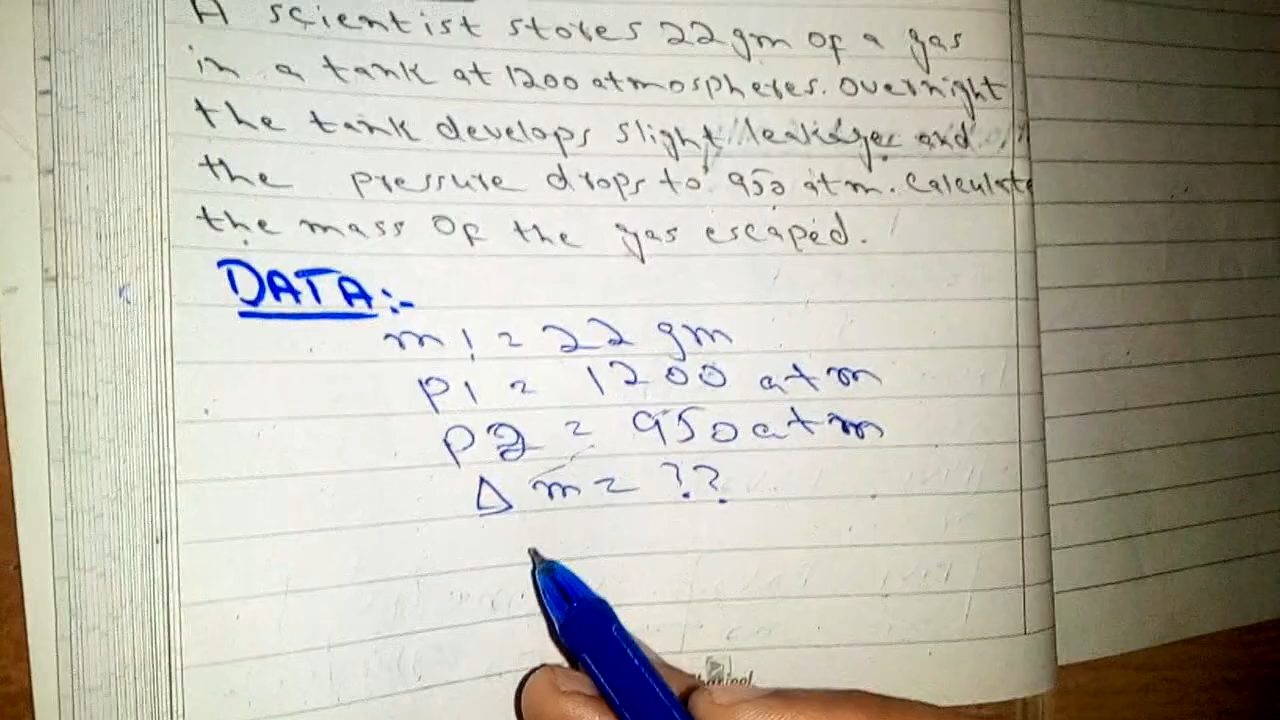 A scientist stores 22 gm of a gas
in a tank at 1200 atmospheres. overnight
the tank develops slight leakage and
the pressure drops to 950 atm. calculate
the mass of the gas escaped.
DATA:-
m1 = 22 gm
P1 = 1200 atm
P2 = 950 atm
Δm = ??